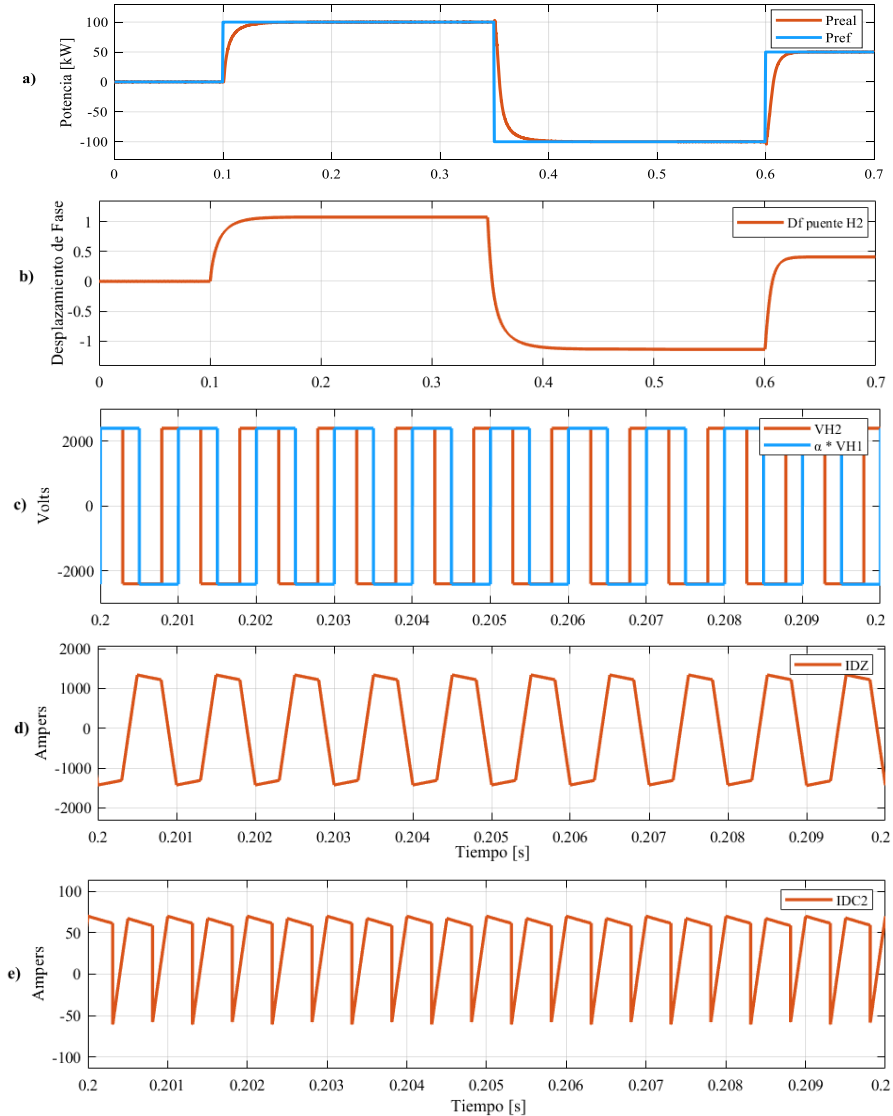 a)
Potencia [kW]
100
50
0
-50
-100
Preal
Pref
0 0.1 0.2 0.3 0.4 0.5 0.6 0.7
b)
Desplazamiento de Fase
1
0.5
0
-0.5
-1
Df puente H2
0 0.1 0.2 0.3 0.4 0.5 0.6 0.7
c)
Volts
2000
0
-2000
VH2
α * VH1
0.2 0.201 0.202 0.203 0.204 0.205 0.206 0.207 0.208 0.209 0.2
d)
Ampers
2000
1000
0
-1000
-2000
IDZ
0.2 0.201 0.202 0.203 0.204 0.205 0.206 0.207 0.208 0.209 0.2
Tiempo [s]
e)
Ampers
100
50
0
-50
-100
IDC2
0.2 0.201 0.202 0.203 0.204 0.205 0.206 0.207 0.208 0.209 0.2
Tiempo [s]